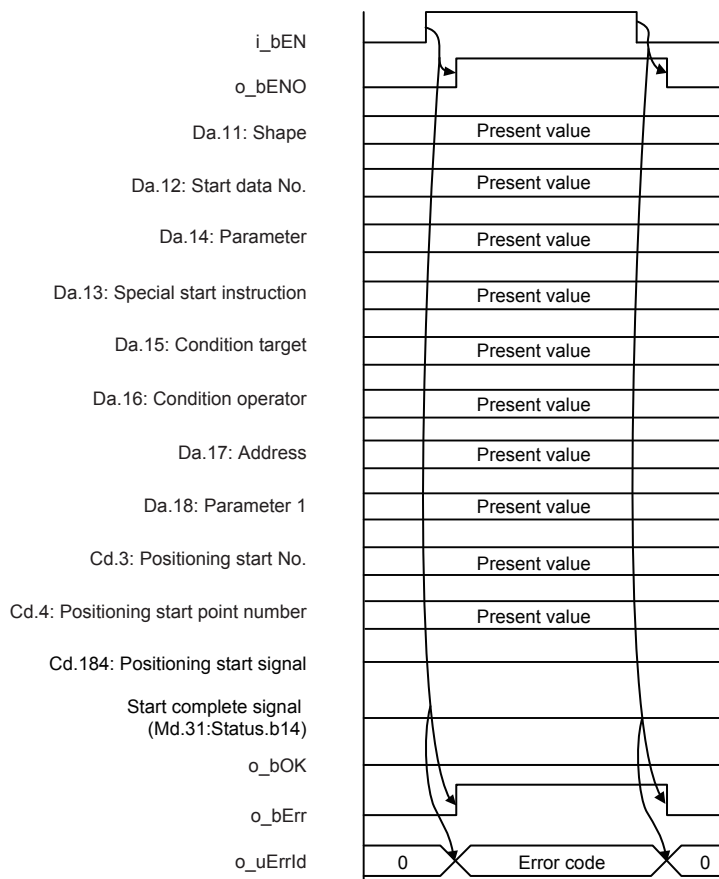 i_bEN
o_bENO
Da.11: Shape
Present value
Da.12: Start data No.
Present value
Da.14: Parameter
Present value
Da.13: Special start instruction
Present value
Da.15: Condition target
Present value
Da.16: Condition operator
Present value
Da.17: Address
Present value
Da.18: Parameter 1
Present value
Cd.3: Positioning start No.
Present value
Cd.4: Positioning start point number
Present value
Cd.184: Positioning start signal
Start complete signal
(Md.31:Status.b14)
o_bOK
o_bErr
o_uErrId
0
Error code
0